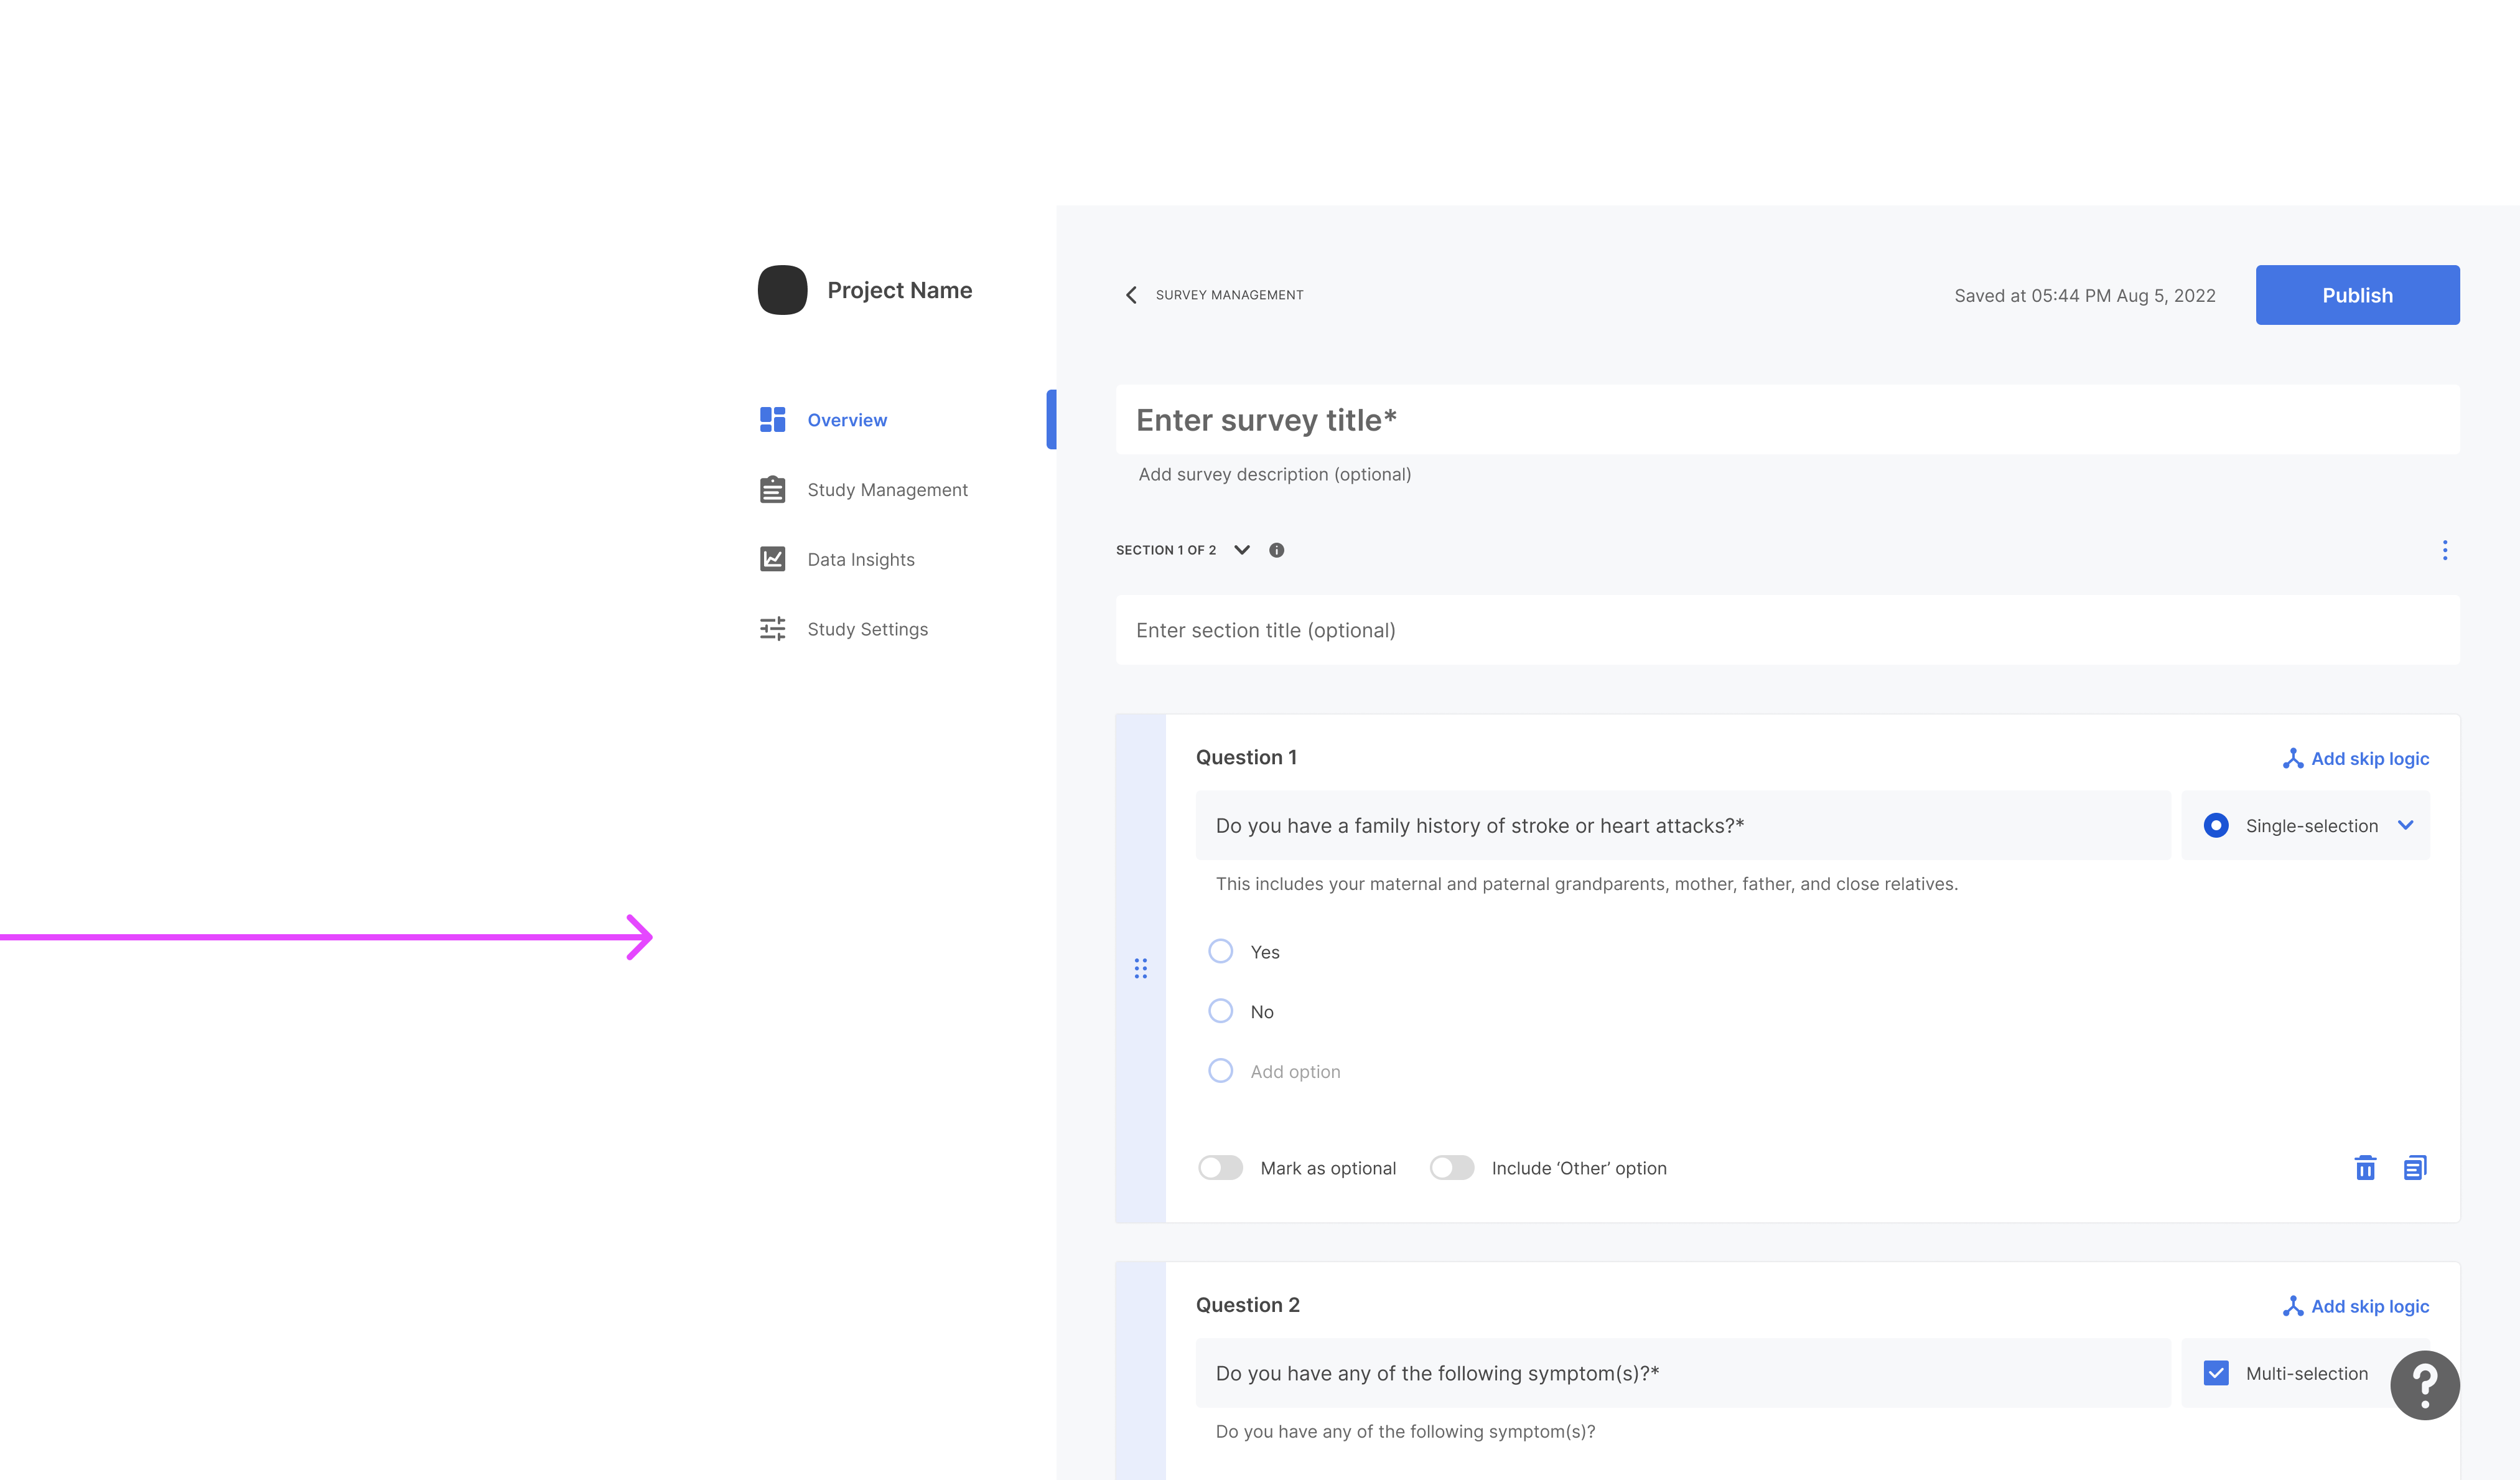 Project Name
Overview
Study Management
Data Insights
Study Settings
SURVEY MANAGEMENT
Saved at 05:44 PM Aug 5, 2022
Publish
Enter survey title*
Add survey description (optional)
SECTION 1 OF 2
Enter section title (optional)
Question 1
Add skip logic
Do you have a family history of stroke or heart attacks?*
Single-selection
This includes your maternal and paternal grandparents, mother, father, and close relatives.
Yes
No
Add option
Mark as optional
Include ‘Other’ option
Question 2
Add skip logic
Do you have any of the following symptom(s)?*
Multi-selection
Do you have any of the following symptom(s)?